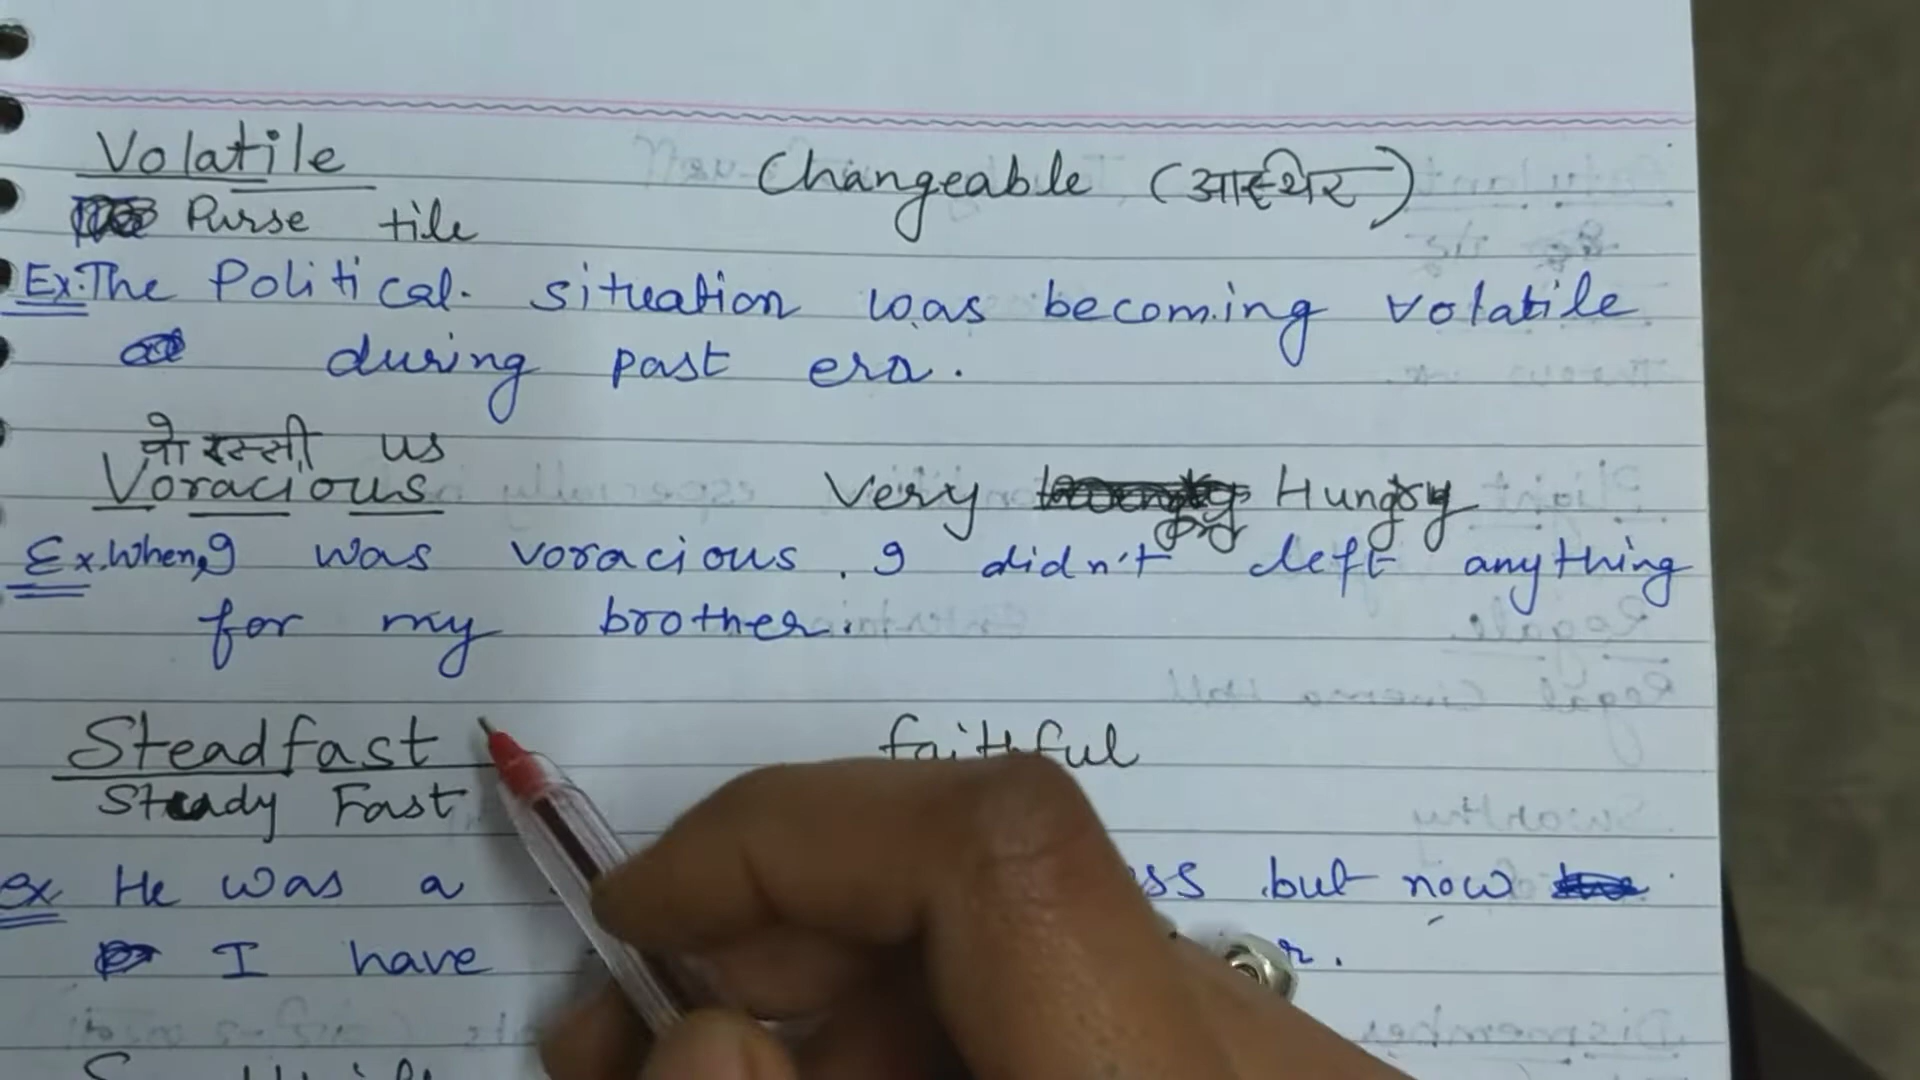 Volatile Changeable (आस्थिर)
Purse tile
Ex: The Political. situation was becoming volatile
during past era.
वो रस्सी us
Voracious Very Hungry
Ex. When, I was voracious. I didn't left anything
for my brother.
Steadfast faithful
Steady Fast
ex He was a but now
I have